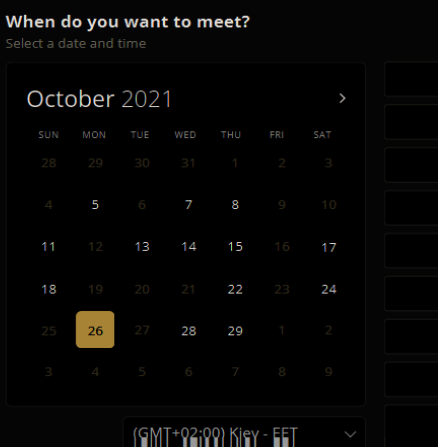 When do you want to meet?
Select a date and time
October 2021
SUN MON TUE WED THU FRI SAT
28 29 30 31 1 2 3
4 5 6 7 8 9 10
11 12 13 14 15 16 17
18 19 20 21 22 23 24
25 26 27 28 29 1 2
3 4 5 6 7 8 9
(GMT+02:00) Kiev - EET